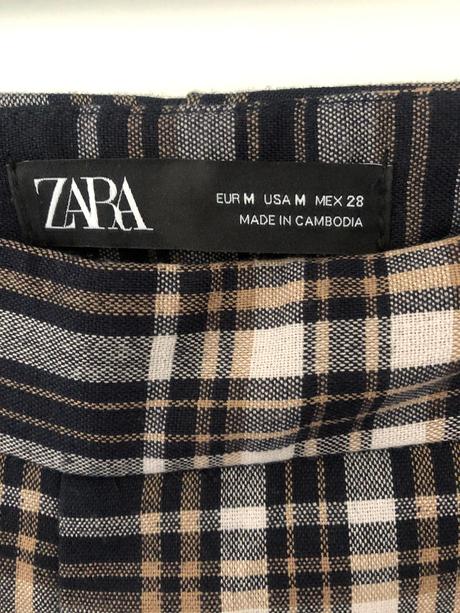 ZARA
EUR M USA M MEX 28
MADE IN CAMBODIA